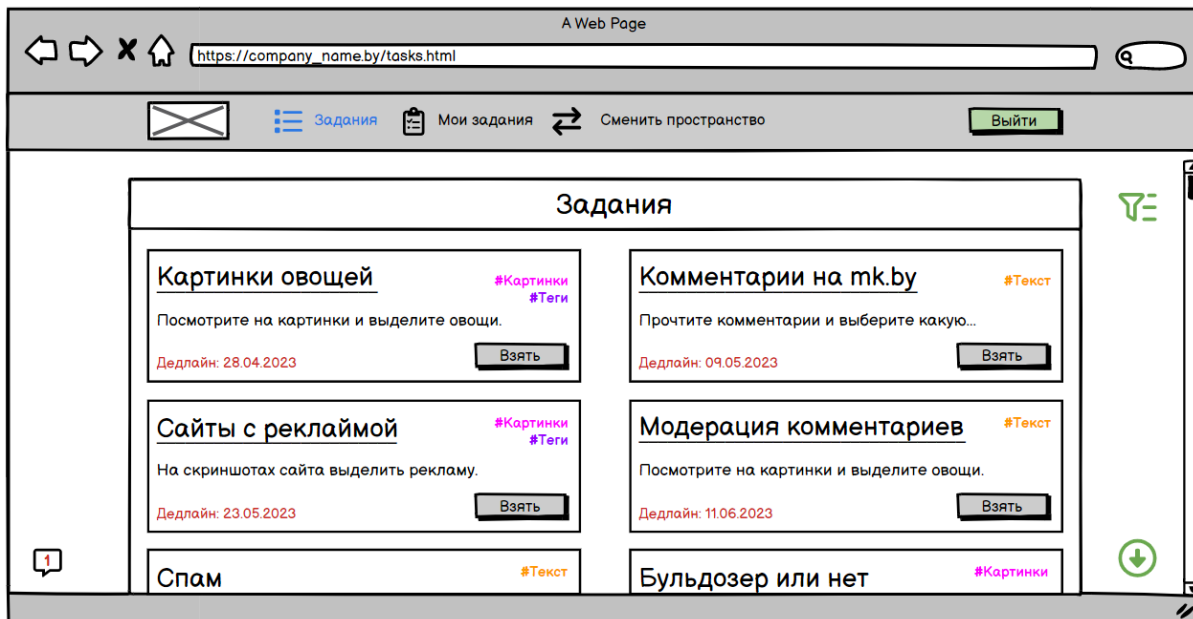 A Web Page
https://company_name.by/tasks.html
Задания
Мои задания
Сменить пространство
Выйти
Задания
Картинки овощей
#Картинки
#Теги
Посмотрите на картинки и выделите овощи.
Дедлайн: 28.04.2023
Взять
Комментарии на mk.by
#Текст
Прочтите комментарии и выберите какую...
Дедлайн: 09.05.2023
Взять
Сайты с реклаймой
#Картинки
#Теги
На скриншотах сайта выделить рекламу.
Дедлайн: 23.05.2023
Взять
Модерация комментариев
#Текст
Посмотрите на картинки и выделите овощи.
Дедлайн: 11.06.2023
Взять
1
Спам
#Текст
Бульдозер или нет
#Картинки